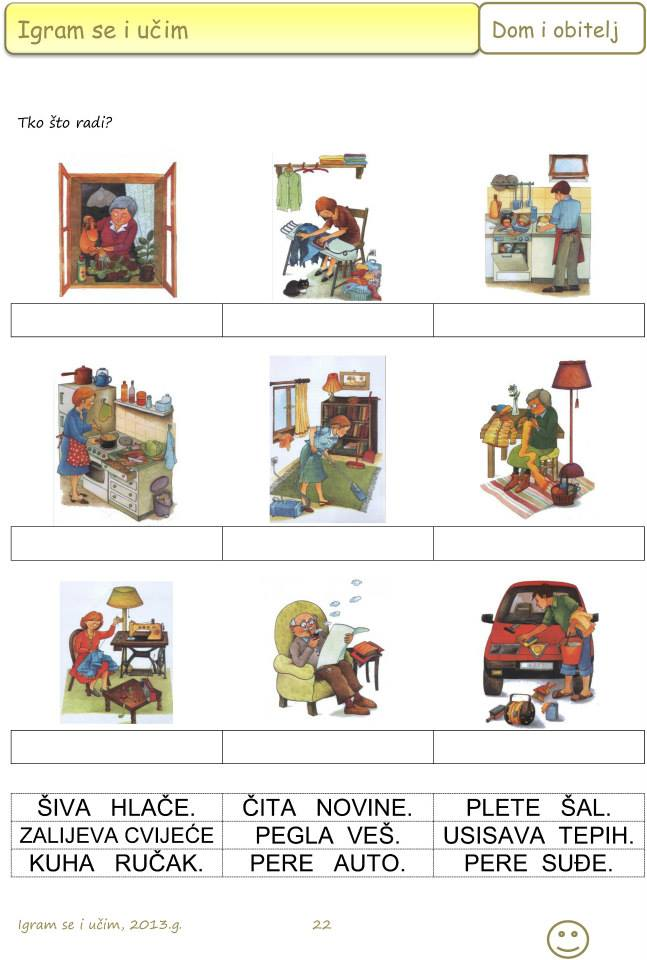 Igram se i učim
Dom i obitelj
Tko što radi?
ŠIVA HLAČE. ČITA NOVINE. PLETE ŠAL.
ZALIJEVA CVIJEĆE PEGLA VEŠ. USISAVA TEPIH.
KUHA RUČAK. PERE AUTO. PERE SUĐE.
Igram se i učim, 2013.g. 22